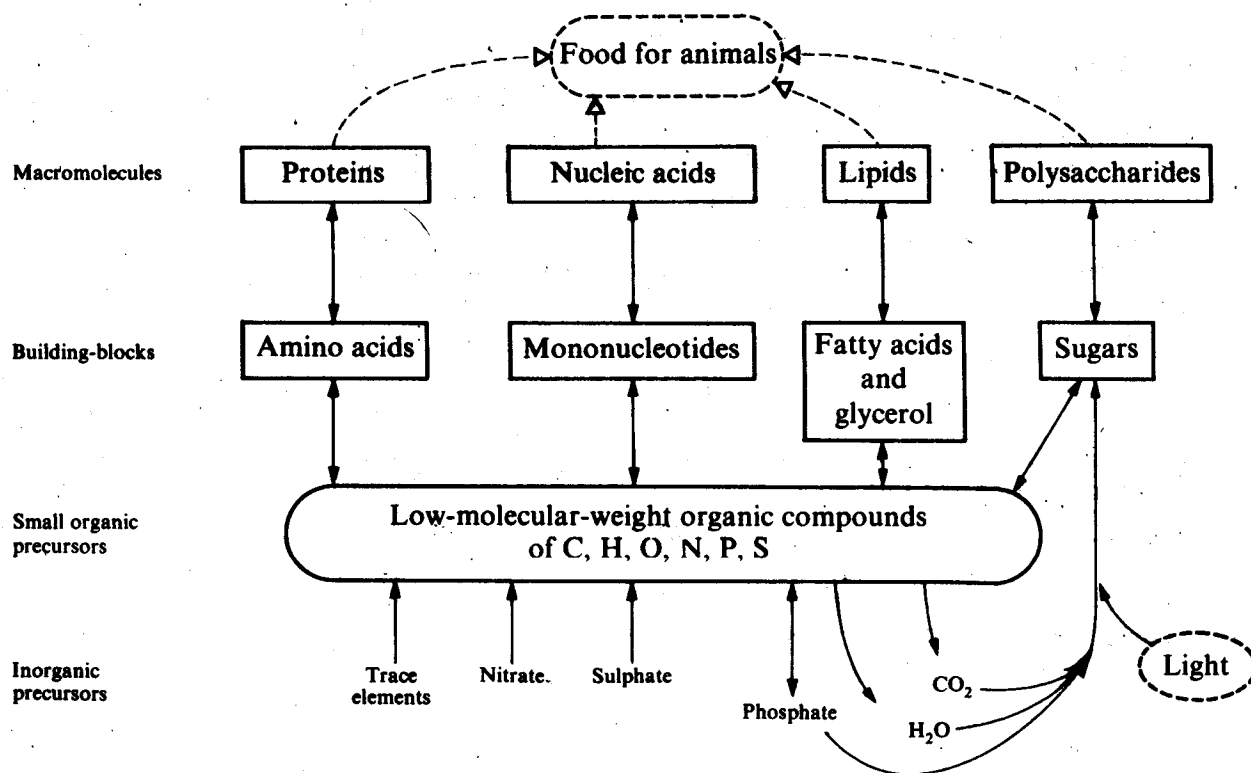 Food for animals
Macromolecules
Proteins
Nucleic acids
Lipids
Polysaccharides
Building-blocks
Amino acids
Mononucleotides
Fatty acids
and
glycerol
Sugars
Small organic
precursors
Low-molecular-weight organic compounds
of C, H, O, N, P, S
Inorganic
precursors
Trace
elements
Nitrate
Sulphate
Phosphate
CO₂
H₂O
Light